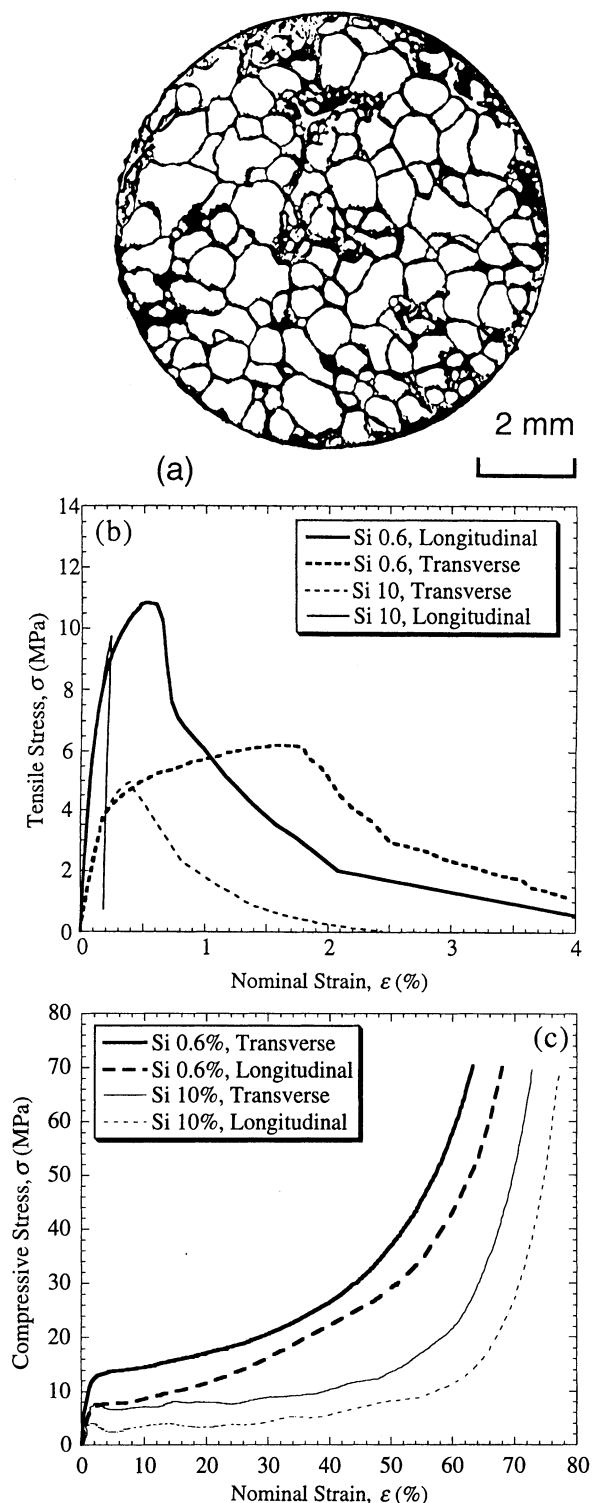 2 mm
(a)
14
12
10
8
6
4
2
0
Tensile Stress, σ (MPa)
(b)
Si 0.6, Longitudinal
Si 0.6, Transverse
Si 10, Transverse
Si 10, Longitudinal
0 1 2 3 4
Nominal Strain, ε (%)
80
70
60
50
40
30
20
10
0
Compressive Stress, σ (MPa)
Si 0.6%, Transverse
Si 0.6%, Longitudinal
Si 10%, Transverse
Si 10%, Longitudinal
(c)
0 10 20 30 40 50 60 70 80
Nominal Strain, ε (%)